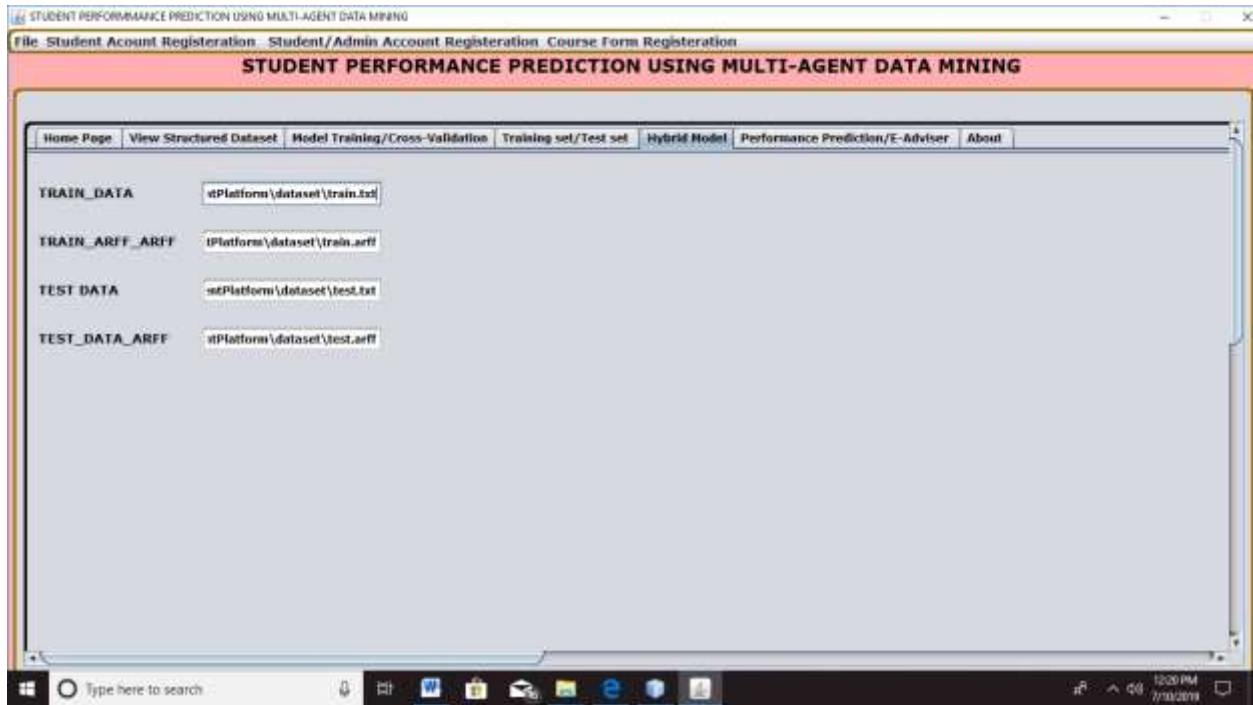 STUDENT PERFORMMANCE PREDICTION USING MULTI-AGENT DATA MINING
File Student Acount Registeration Student/Admin Account Registeration Course Form Registeration
STUDENT PERFORMANCE PREDICTION USING MULTI-AGENT DATA MINING
Home Page View Structured Dataset Model Training/Cross-Validation Training set/Test set Hybrid Model Performance Prediction/E-Adviser About
TRAIN_DATA tPlatform\dataset\train.txt
TRAIN_ARFF_ARFF tPlatform\dataset\train.arff
TEST DATA ntPlatform\dataset\test.txt
TEST_DATA_ARFF tPlatform\dataset\test.arff
Type here to search
12:20 PM
7/10/2019